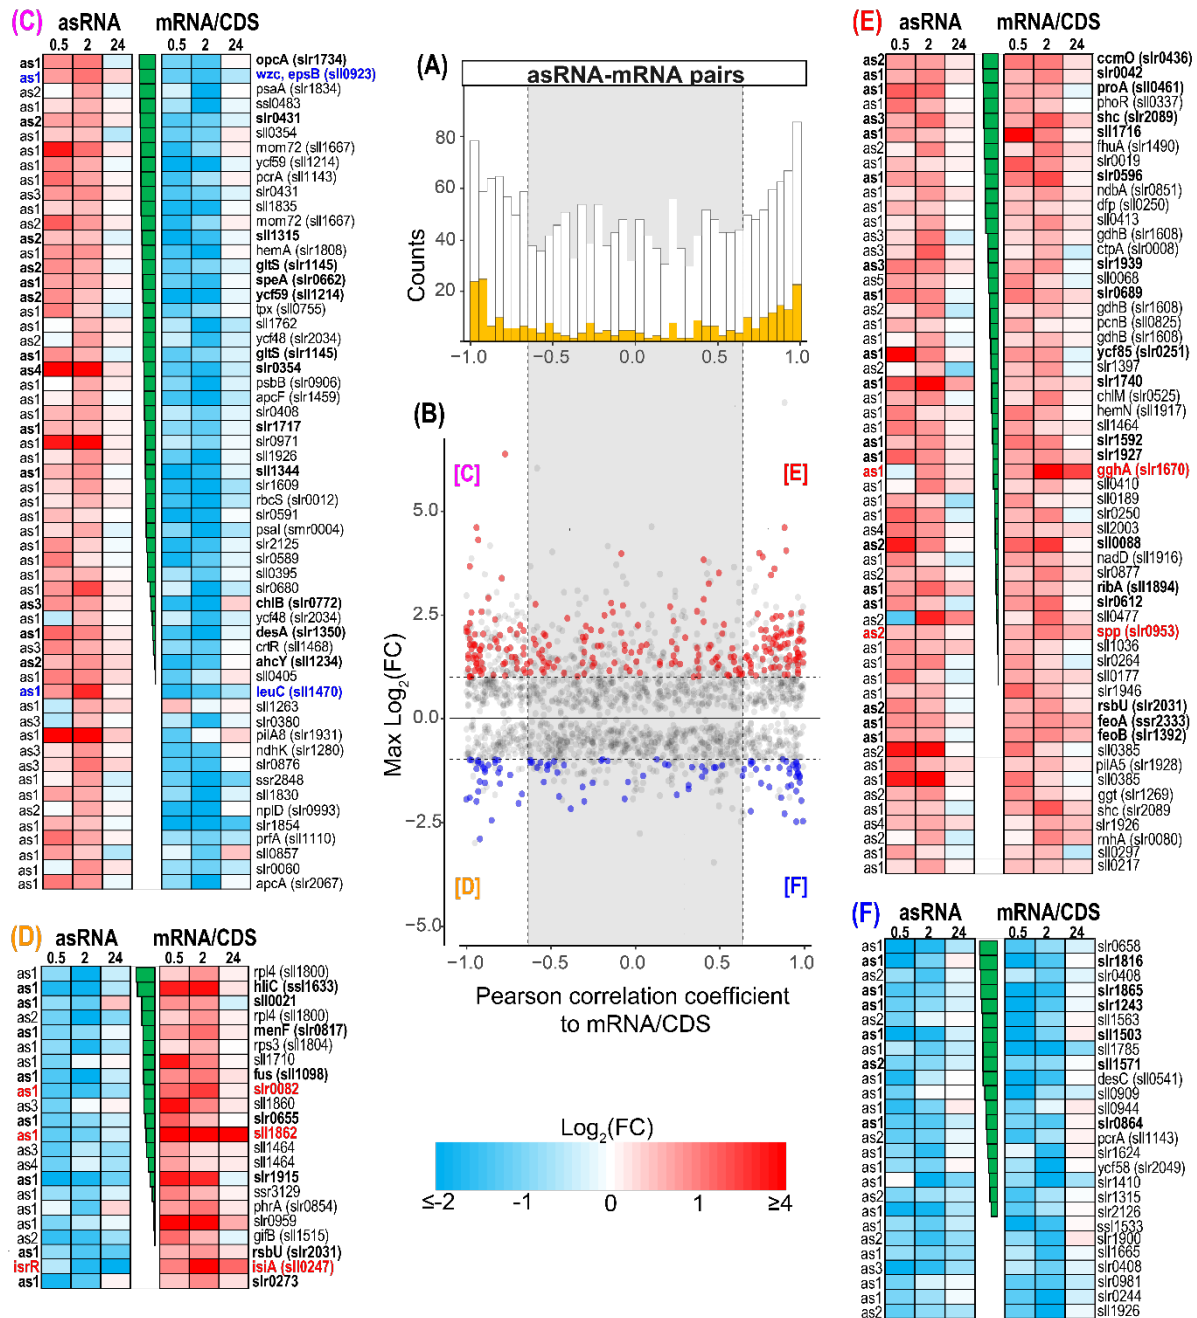 (C)
asRNA mRNA/CDS
0.5 2 24 0.5 2 24
as1 opcA (slr1734)
as1 wzc, epsB (sll0923)
as2 psaA (slr1834)
as1 ssl0483
as2 slr0431
as1 sll0354
as1 mom72 (sll1667)
as1 ycf59 (sll1214)
as1 pcrA (sll1143)
as3 slr0431
as1 sll1835
as2 mom72 (sll1667)
as2 sll1315
as1 hemA (slr1808)
as2 gltS (slr1145)
as1 speA (slr0662)
as2 ycf59 (sll1214)
as1 tpx (sll0755)
as1 sll1762
as2 ycf48 (slr2034)
as1 gltS (slr1145)
as4 slr0354
as1 psbB (slr0906)
as1 apcF (slr1459)
as1 slr0408
as1 slr1717
as1 slr0971
as1 sll1926
as1 sll1344
as1 slr1609
as1 rbcS (slr0012)
as1 slr0591
as1 psaI (smr0004)
as1 slr2125
as1 slr0589
as1 sll0395
as1 slr0680
as3 chlB (slr0772)
as2 ycf48 (slr2034)
as1 desA (slr1350)
as3 crtR (sll1468)
as2 ahcY (sll1234)
as1 sll0405
as1 leuC (sll1470)
as1 sll1263
as3 slr0380
as1 pilA8 (slr1931)
as3 ndhK (slr1280)
as3 slr0876
as1 ssr2848
as1 sll1830
as2 nplD (slr0993)
as1 slr1854
as1 prfA (sll1110)
as1 sll0857
as1 slr0060
as1 apcA (slr2067)
(D)
asRNA mRNA/CDS
0.5 2 24 0.5 2 24
as1 rpl4 (sll1800)
as1 hliC (ssl1633)
as1 sll0021
as2 rpl4 (sll1800)
as1 menF (slr0817)
as1 rps3 (sll1804)
as1 sll1710
as1 fus (sll1098)
as1 slr0082
as3 sll1860
as1 slr0655
as1 sll1862
as3 sll1464
as4 sll1464
as1 slr1915
as1 ssr3129
as1 phrA (slr0854)
as1 slr0959
as2 gifB (sll1515)
as1 rsbU (slr2031)
isrR isiA (sll0247)
as1 slr0273
(A)
asRNA-mRNA pairs
Counts
80
60
40
20
-1.0 -0.5 0.0 0.5 1.0
(B)
[C] [E]
[D] [F]
Max Log2(FC)
5.0
2.5
0.0
-2.5
-5.0
-1.0 -0.5 0.0 0.5 1.0
Pearson correlation coefficient
to mRNA/CDS
Log2(FC)
≤-2 -1 0 1 ≥4
(E)
asRNA mRNA/CDS
0.5 2 24 0.5 2 24
as2 ccmO (slr0436)
as1 slr0042
as1 proA (sll0461)
as1 phoR (sll0337)
as3 shc (slr2089)
as1 sll1716
as2 fhuA (slr1490)
as1 slr0019
as1 slr0596
as1 ndbA (slr0851)
as1 dfp (sll0250)
as1 sll0413
as3 gdhB (slr1608)
as3 ctpA (slr0008)
as3 slr1939
as5 sll0068
as1 slr0689
as1 gdhB (slr1608)
as1 pcnB (sll0825)
as1 gdhB (slr1608)
as1 ycf85 (slr0251)
as2 slr1397
as1 slr1740
as1 chlM (slr0525)
as1 hemN (sll1917)
as1 sll1464
as1 slr1592
as1 slr1927
as1 gghA (slr1670)
as1 sll0410
as1 sll0189
as1 slr0250
as4 sll2003
as2 sll0088
as1 nadD (sll1916)
as2 slr0877
as1 ribA (sll1894)
as1 slr0612
as2 sll0477
as2 spp (slr0953)
as1 sll1036
as1 slr0264
as1 sll0177
as1 slr1946
as2 rsbU (slr2031)
as1 feoA (ssr2333)
as1 feoB (slr1392)
as2 sll0385
as1 pilA5 (slr1928)
as1 sll0385
as2 ggt (slr1269)
as1 shc (slr2089
as4 slr1926
as2 rnhA (slr0080)
as1 sll0297
as1 sll0217
(F)
asRNA mRNA/CDS
0.5 2 24 0.5 2 24
as1 slr0658
as1 slr1816
as2 slr0408
as1 slr1865
as1 slr1243
as2 sll1563
as1 sll1503
as1 sll1785
as2 sll1571
as1 desC (sll0541)
as1 sll0909
as1 sll0944
as1 slr0864
as2 pcrA (sll1143)
as1 slr1624
as1 ycf58 (slr2049)
as1 slr1410
as2 slr1315
as1 slr2126
as1 ssl1533
as2 slr1900
as1 sll1665
as3 slr0408
as1 slr0981
as1 slr0244
as2 sll1926